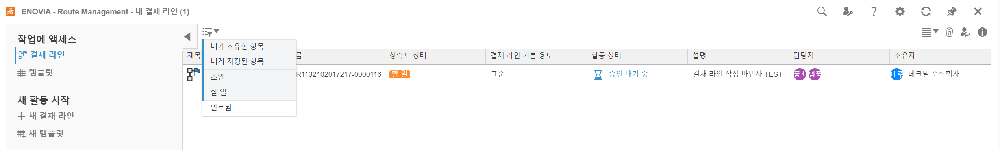 ENOVIA - Route Management - 내 결재 라인 (1)
작업에 액세스
결재 라인
템플릿
새 활동 시작
새 결재 라인
새 템플릿
내가 소유한 항목
내게 지정된 항목
초안
할 일
완료됨
제목 름 성숙도 상태 결재 라인 기본 용도 활동 상태 설명 담당자 소유자
R1132102017217-0000116 할 일 표준 승인 대기 중 결재 라인 작성 마법사 TEST 품초 임품 테주 테크빌 주식회사